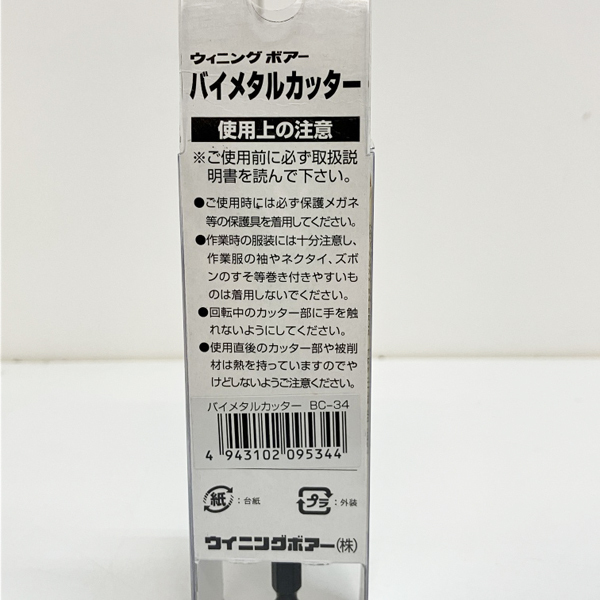 ウィニング ボアー
バイメタルカッター
使用上の注意
※ご使用前に必ず取扱説
明書を読んで下さい。
●ご使用時には必ず保護メガネ
等の保護具を着用してください。
●作業時の服装には十分注意し、
作業服の袖やネクタイ、ズボ
ンのすそ等巻き付きやすいも
のは着用しないでください。
●回転中のカッター部に手を触
れないようにしてください。
●使用直後のカッター部や被削
材は熱を持っていますのでや
けどしないようご注意ください。
バイメタルカッター BC-34
4 943102 095344
紙 :台紙 プラ :外装
ウイニングボアー(株)